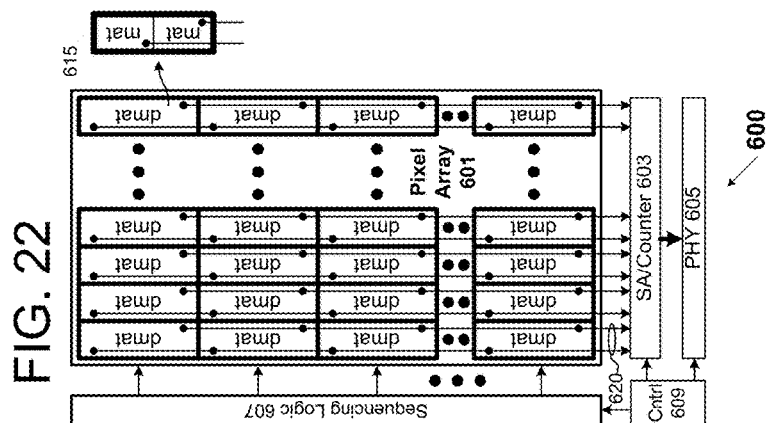 FIG. 22
615
mat mat
dmat dmat dmat dmat
Pixel
Array
601
dmat dmat dmat dmat
dmat dmat dmat dmat
dmat dmat dmat dmat
dmat dmat dmat dmat
SA/Counter 603
PHY 605
600
620
Sequencing Logic 607
Cntrl
609